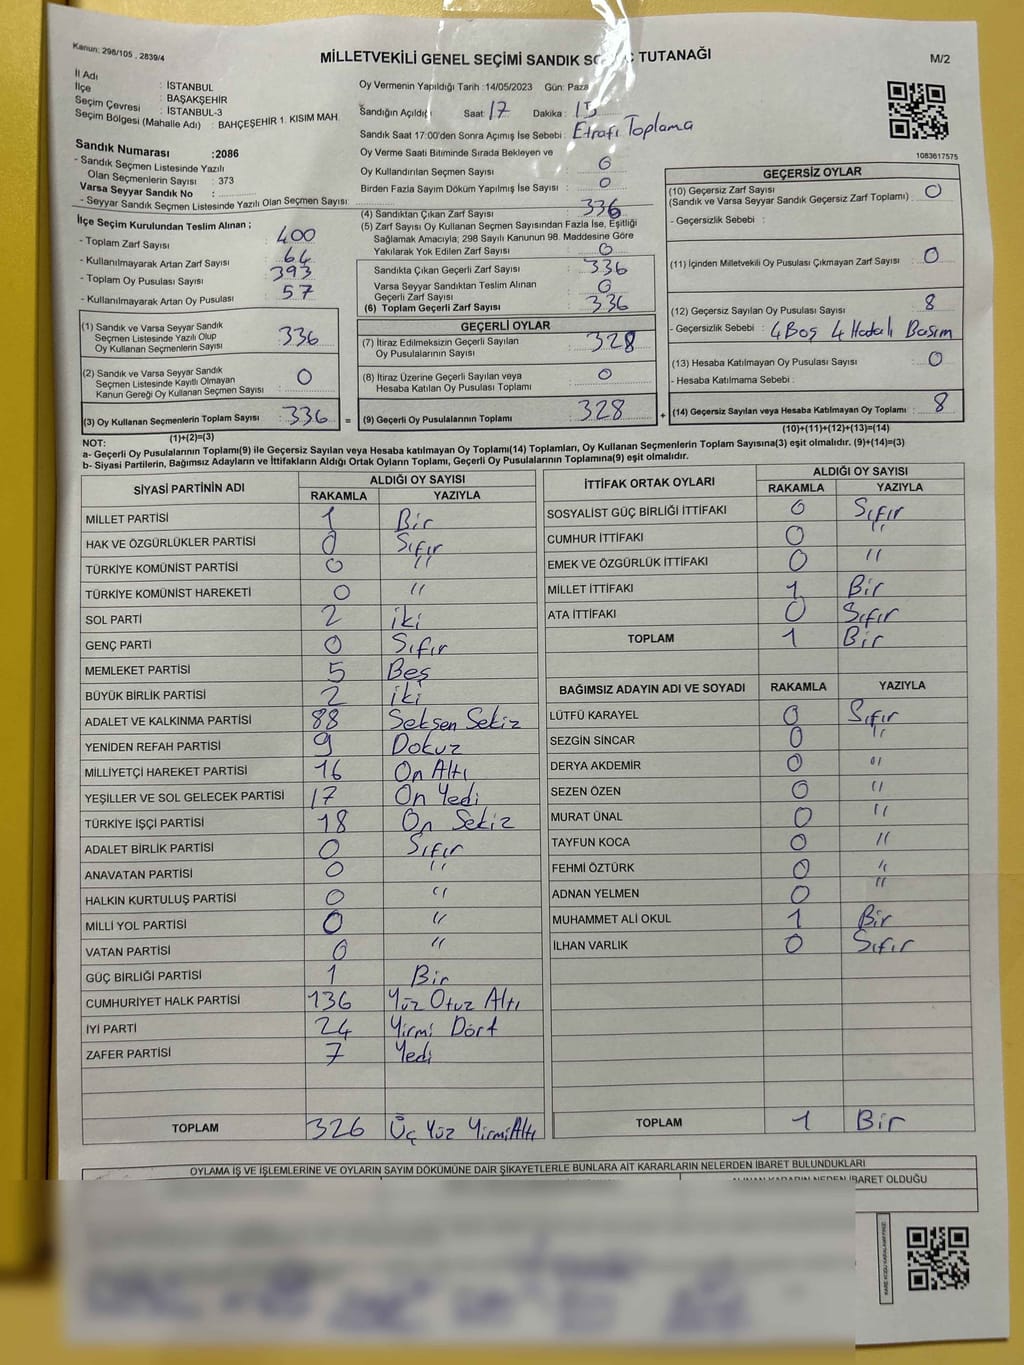 Kanun: 298/105 , 2839/4
MİLLETVEKİLİ GENEL SEÇİMİ SANDIK TUTANAĞI
M/2
İl Adı : İSTANBUL
İlçe : BAŞAKŞEHİR
Seçim Çevresi : İSTANBUL-3
Seçim Bölgesi (Mahalle Adı) : BAHÇEŞEHİR 1. KISIM MAH.
Sandık Numarası :2086
- Sandık Seçmen Listesinde Yazılı
Olan Seçmenlerin Sayısı : 373
Varsa Seyyar Sandık No :
- Seyyar Sandık Seçmen Listesinde Yazılı Olan Seçmen Sayısı:
Oy Vermenin Yapıldığı Tarih :14/05/2023 Gün: Paza
Sandığın Açıldığı Saat: 17 Dakika : 15
Sandık Saat 17:00'den Sonra Açımış İse Sebebi: Etrafı Toplama
Oy Verme Saati Bitiminde Sırada Bekleyen ve
Oy Kullandırılan Seçmen Sayısı : 0
Birden Fazla Sayım Döküm Yapılmış İse Sayısı : 0
1083617575
İlçe Seçim Kurulundan Teslim Alınan ;
- Toplam Zarf Sayısı : 400
- Kullanılmayarak Artan Zarf Sayısı : 64
- Toplam Oy Pusulası Sayısı : 393
- Kullanılmayarak Artan Oy Pusulası : 57
(4) Sandıktan Çıkan Zarf Sayısı : 336
(5) Zarf Sayısı Oy Kullanan Seçmen Sayısından Fazla İse, Eşitliği
Sağlamak Amacıyla; 298 Sayılı Kanunun 98. Maddesine Göre
Yakılarak Yok Edilen Zarf Sayısı : 0
Sandıkta Çıkan Geçerli Zarf Sayısı : 336
Varsa Seyyar Sandıktan Teslim Alınan
Geçerli Zarf Sayısı : 0
(6) Toplam Geçerli Zarf Sayısı : 336
(1) Sandık ve Varsa Seyyar Sandık
Seçmen Listesinde Yazılı Olup
Oy Kullanan Seçmenlerin Sayısı : 336
(2) Sandık ve Varsa Seyyar Sandık
Seçmen Listesinde Kayıtlı Olmayan
Kanun Gereği Oy Kullanan Seçmen Sayısı : 0
(3) Oy Kullanan Seçmenlerin Toplam Sayısı : 336 =
GEÇERLİ OYLAR
(7) İtiraz Edilmeksizin Geçerli Sayılan
Oy Pusulalarının Sayısı : 328
(8) İtiraz Üzerine Geçerli Sayılan veya
Hesaba Katılan Oy Pusulası Toplamı : 0
(9) Geçerli Oy Pusulalarının Toplamı : 328 +
GEÇERSİZ OYLAR
(10) Geçersiz Zarf Sayısı
(Sandık ve Varsa Seyyar Sandık Geçersiz Zarf Toplamı) : 0
- Geçersizlik Sebebi :
(11) İçinden Milletvekili Oy Pusulası Çıkmayan Zarf Sayısı : 0
(12) Geçersiz Sayılan Oy Pusulası Sayısı : 8
- Geçersizlik Sebebi : 4 Boş 4 Hatalı Basım
(13) Hesaba Katılmayan Oy Pusulası Sayısı : 0
- Hesaba Katılmama Sebebi :
(14) Geçersiz Sayılan veya Hesaba Katılmayan Oy Toplamı : 8
(1)+(2)=(3)
(10)+(11)+(12)+(13)=(14)
NOT:
a- Geçerli Oy Pusulalarının Toplamı(9) ile Geçersiz Sayılan veya Hesaba katılmayan Oy Toplamı(14) Toplamları, Oy Kullanan Seçmenlerin Toplam Sayısına(3) eşit olmalıdır. (9)+(14)=(3)
b- Siyasi Partilerin, Bağımsız Adayların ve İttifakların Aldığı Ortak Oyların Toplamı, Geçerli Oy Pusulalarının Toplamına(9) eşit olmalıdır.
SİYASİ PARTİNİN ADI ALDIĞI OY SAYISI
RAKAMLA YAZIYLA
MİLLET PARTİSİ 1 Bir
HAK VE ÖZGÜRLÜKLER PARTİSİ 0 Sıfır
TÜRKİYE KOMÜNİST PARTİSİ 0 "
TÜRKİYE KOMÜNİST HAREKETİ 0 "
SOL PARTİ 2 iki
GENÇ PARTİ 0 Sıfır
MEMLEKET PARTİSİ 5 Beş
BÜYÜK BİRLİK PARTİSİ 2 iki
ADALET VE KALKINMA PARTİSİ 88 Seksen Sekiz
YENİDEN REFAH PARTİSİ 9 Dokuz
MİLLİYETÇİ HAREKET PARTİSİ 16 On Altı
YEŞİLLER VE SOL GELECEK PARTİSİ 17 On Yedi
TÜRKİYE İŞÇİ PARTİSİ 18 On Sekiz
ADALET BİRLİK PARTİSİ 0 Sıfır
ANAVATAN PARTİSİ 0 "
HALKIN KURTULUŞ PARTİSİ 0 "
MİLLİ YOL PARTİSİ 0 "
VATAN PARTİSİ 0 "
GÜÇ BİRLİĞİ PARTİSİ 1 Bir
CUMHURİYET HALK PARTİSİ 136 Yüz Otuz Altı
İYİ PARTİ 24 Yirmi Dört
ZAFER PARTİSİ 7 Yedi
TOPLAM 326 Üç Yüz Yirmi Altı
İTTİFAK ORTAK OYLARI ALDIĞI OY SAYISI
RAKAMLA YAZIYLA
SOSYALİST GÜÇ BİRLİĞİ İTTİFAKI 0 Sıfır
CUMHUR İTTİFAKI 0 "
EMEK VE ÖZGÜRLÜK İTTİFAKI 0 "
MİLLET İTTİFAKI 1 Bir
ATA İTTİFAKI 0 Sıfır
TOPLAM 1 Bir
BAĞIMSIZ ADAYIN ADI VE SOYADI RAKAMLA YAZIYLA
LÜTFÜ KARAYEL 0 Sıfır
SEZGİN SİNCAR 0 "
DERYA AKDEMİR 0 "
SEZEN ÖZEN 0 "
MURAT ÜNAL 0 "
TAYFUN KOCA 0 "
FEHMİ ÖZTÜRK 0 "
ADNAN YELMEN 0 "
MUHAMMET ALİ OKUL 1 Bir
İLHAN VARLIK 0 Sıfır
TOPLAM 1 Bir
OYLAMA İŞ VE İŞLEMLERİNE VE OYLARIN SAYIM DÖKÜMÜNE DAİR ŞİKAYETLERLE BUNLARA AİT KARARLARIN NELERDEN İBARET BULUNDUKLARI
ALINAN KARARIN NEDEN İBARET OLDUĞU